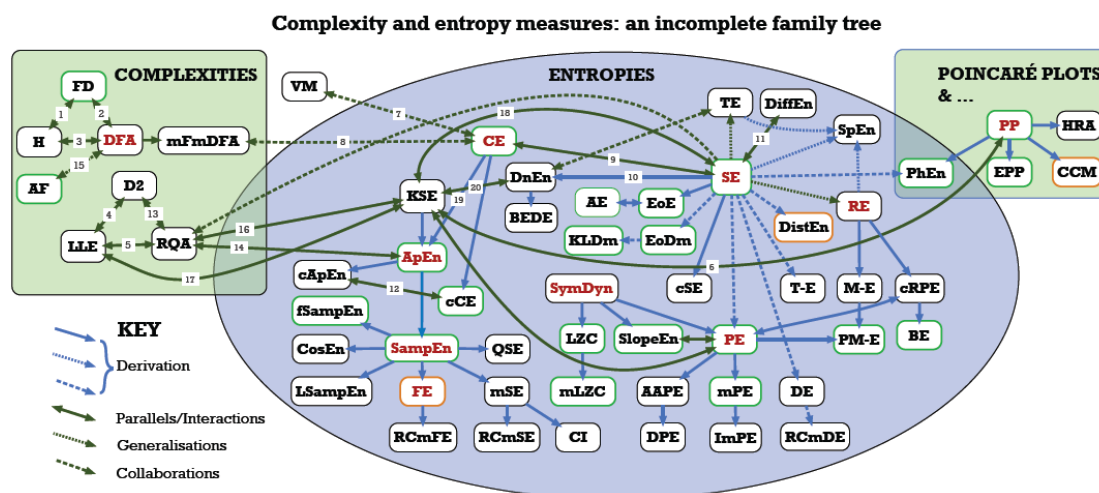 Complexity and entropy measures: an incomplete family tree
COMPLEXITIES
ENTROPIES
POINCARÉ PLOTS
& ...
FD
VM
TE
DiffEn
1
2
7
18
SpEn
PP
HRA
H
3
DFA
mFmDFA
8
CE
11
15
9
AF
D2
DnEn
10
SE
PhEn
EPP
CCM
4
13
KSE
20
19
AE
EoE
RE
BEDE
DistEn
LLE
5
RQA
16
14
KLDm
EoDm
17
ApEn
6
cApEn
12
cCE
SymDyn
cSE
T-E
M-E
cRPE
fSampEn
KEY
Derivation
CosEn
SampEn
QSE
LZC
SlopeEn
PE
PM-E
BE
LSampEn
FE
mSE
mLZC
AAPE
mPE
DE
Parallels/Interactions
RCmFE
RCmSE
CI
DPE
ImPE
RCmDE
Generalisations
Collaborations